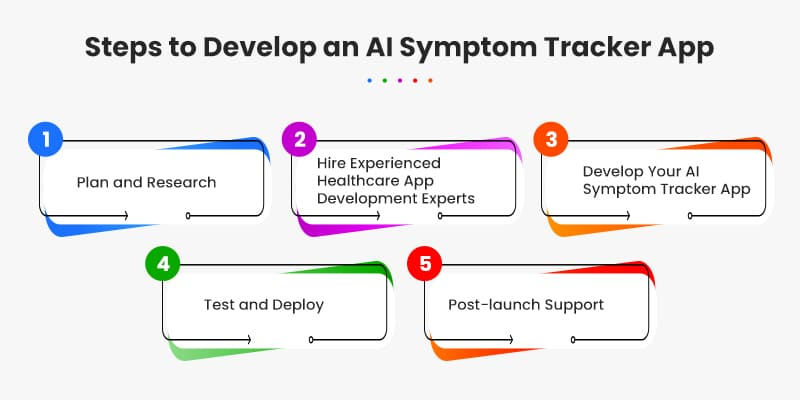 Steps to Develop an AI Symptom Tracker App
1
Plan and Research
2
Hire Experienced
Healthcare App
Development Experts
3
Develop Your AI
Symptom Tracker App
4
Test and Deploy
5
Post-launch Support